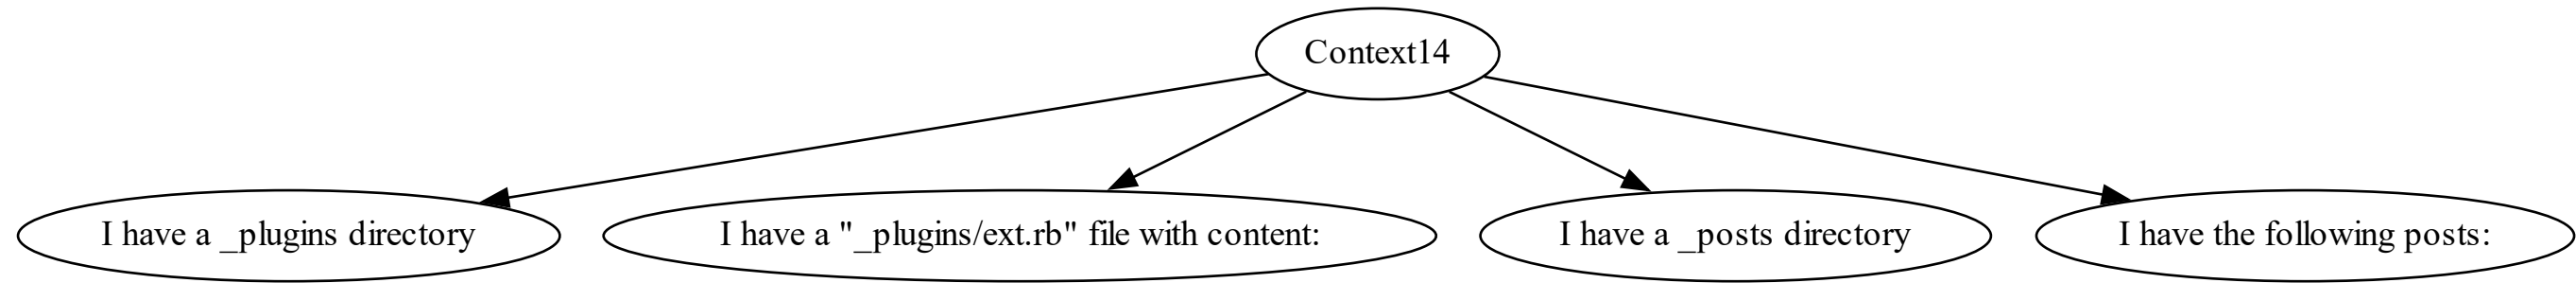 Context14
I have a _plugins directory
I have a "_plugins/ext.rb" file with content:
I have a _posts directory
I have the following posts: